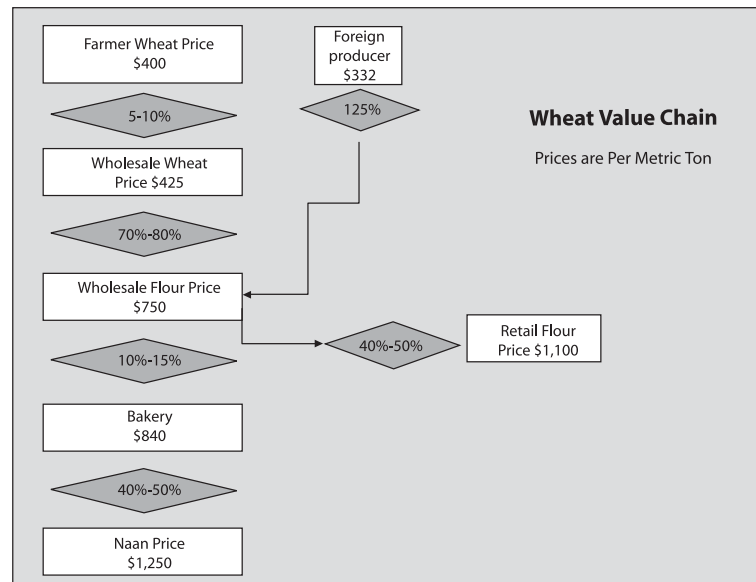 Farmer Wheat Price
$400
Foreign
producer
$332
5-10%
125%
Wheat Value Chain
Prices are Per Metric Ton
Wholesale Wheat
Price $425
70%-80%
Wholesale Flour Price
$750
40%-50%
Retail Flour
Price $1,100
10%-15%
Bakery
$840
40%-50%
Naan Price
$1,250